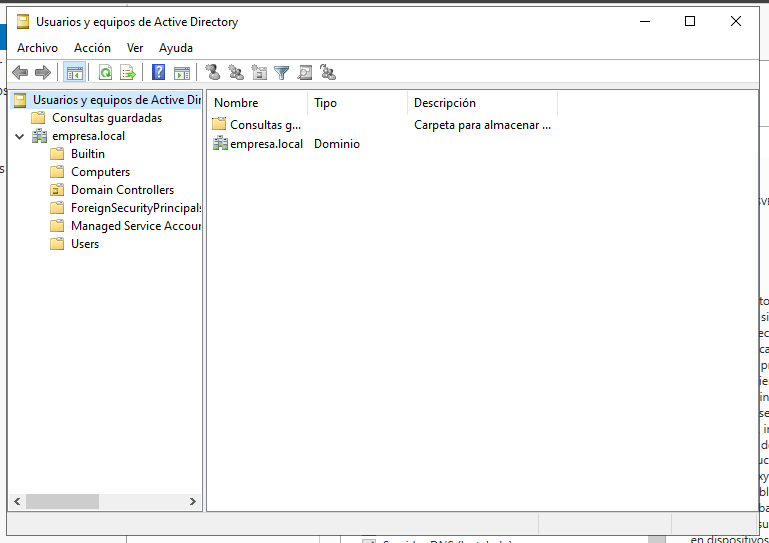 Usuarios y equipos de Active Directory
Archivo Acción Ver Ayuda
Usuarios y equipos de Active Dir
Consultas guardadas
empresa.local
Builtin
Computers
Domain Controllers
ForeignSecurityPrincipals
Managed Service Accou
Users
Nombre Tipo Descripción
Consultas g... Carpeta para almacenar ...
empresa.local Dominio
en dispositivos